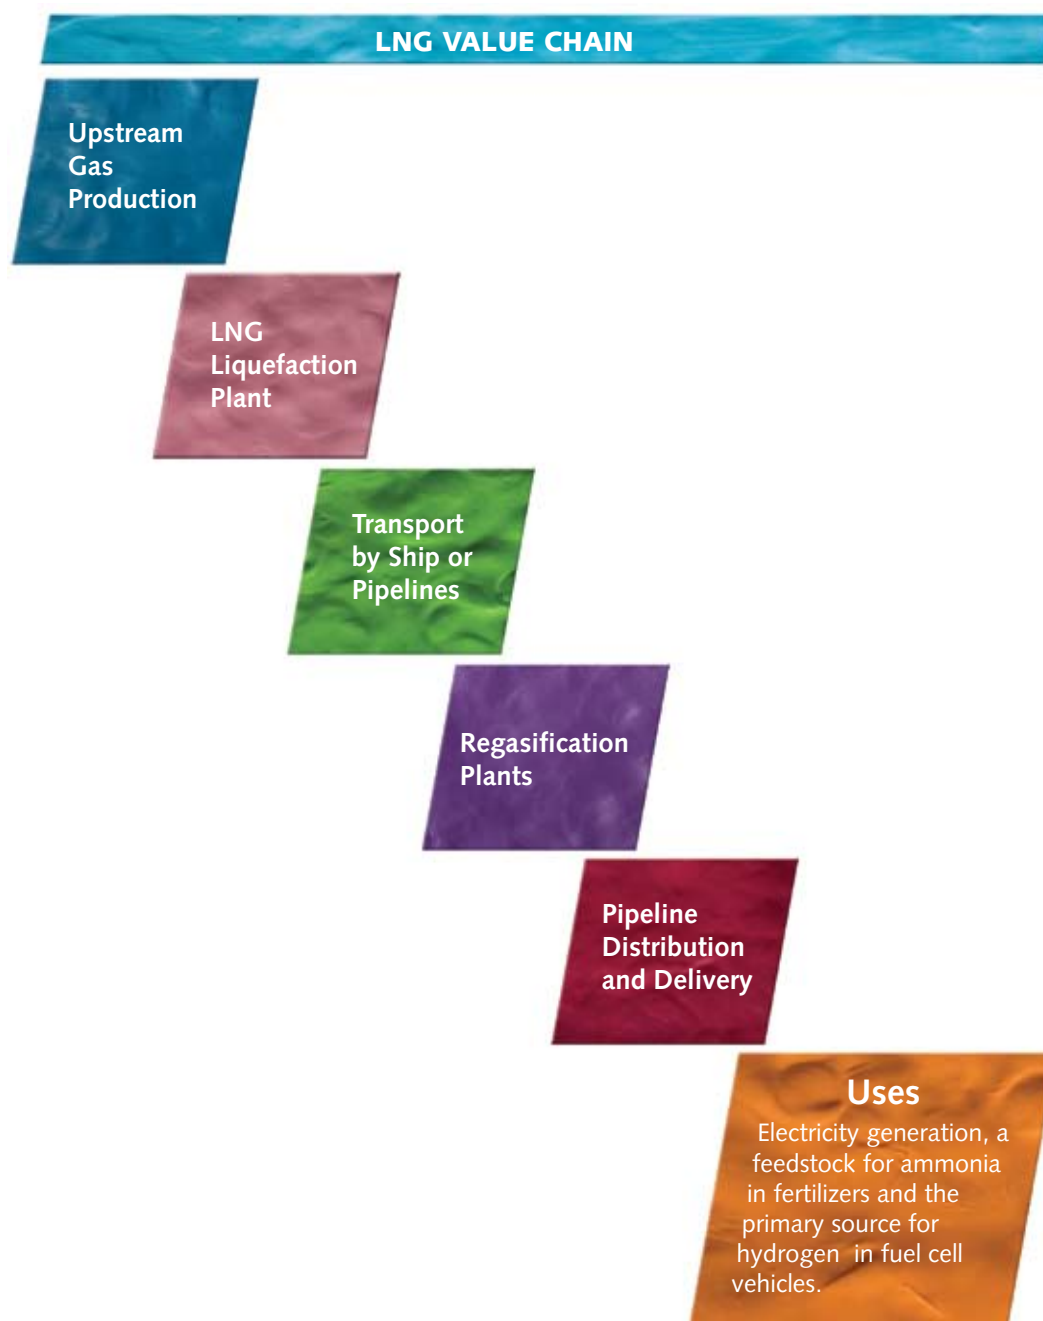 LNG VALUE CHAIN
Upstream
Gas
Production
LNG
Liquefaction
Plant
Transport
by Ship or
Pipelines
Regasification
Plants
Pipeline
Distribution
and Delivery
Uses
Electricity generation, a
feedstock for ammonia
in fertilizers and the
primary source for
hydrogen in fuel cell
vehicles.